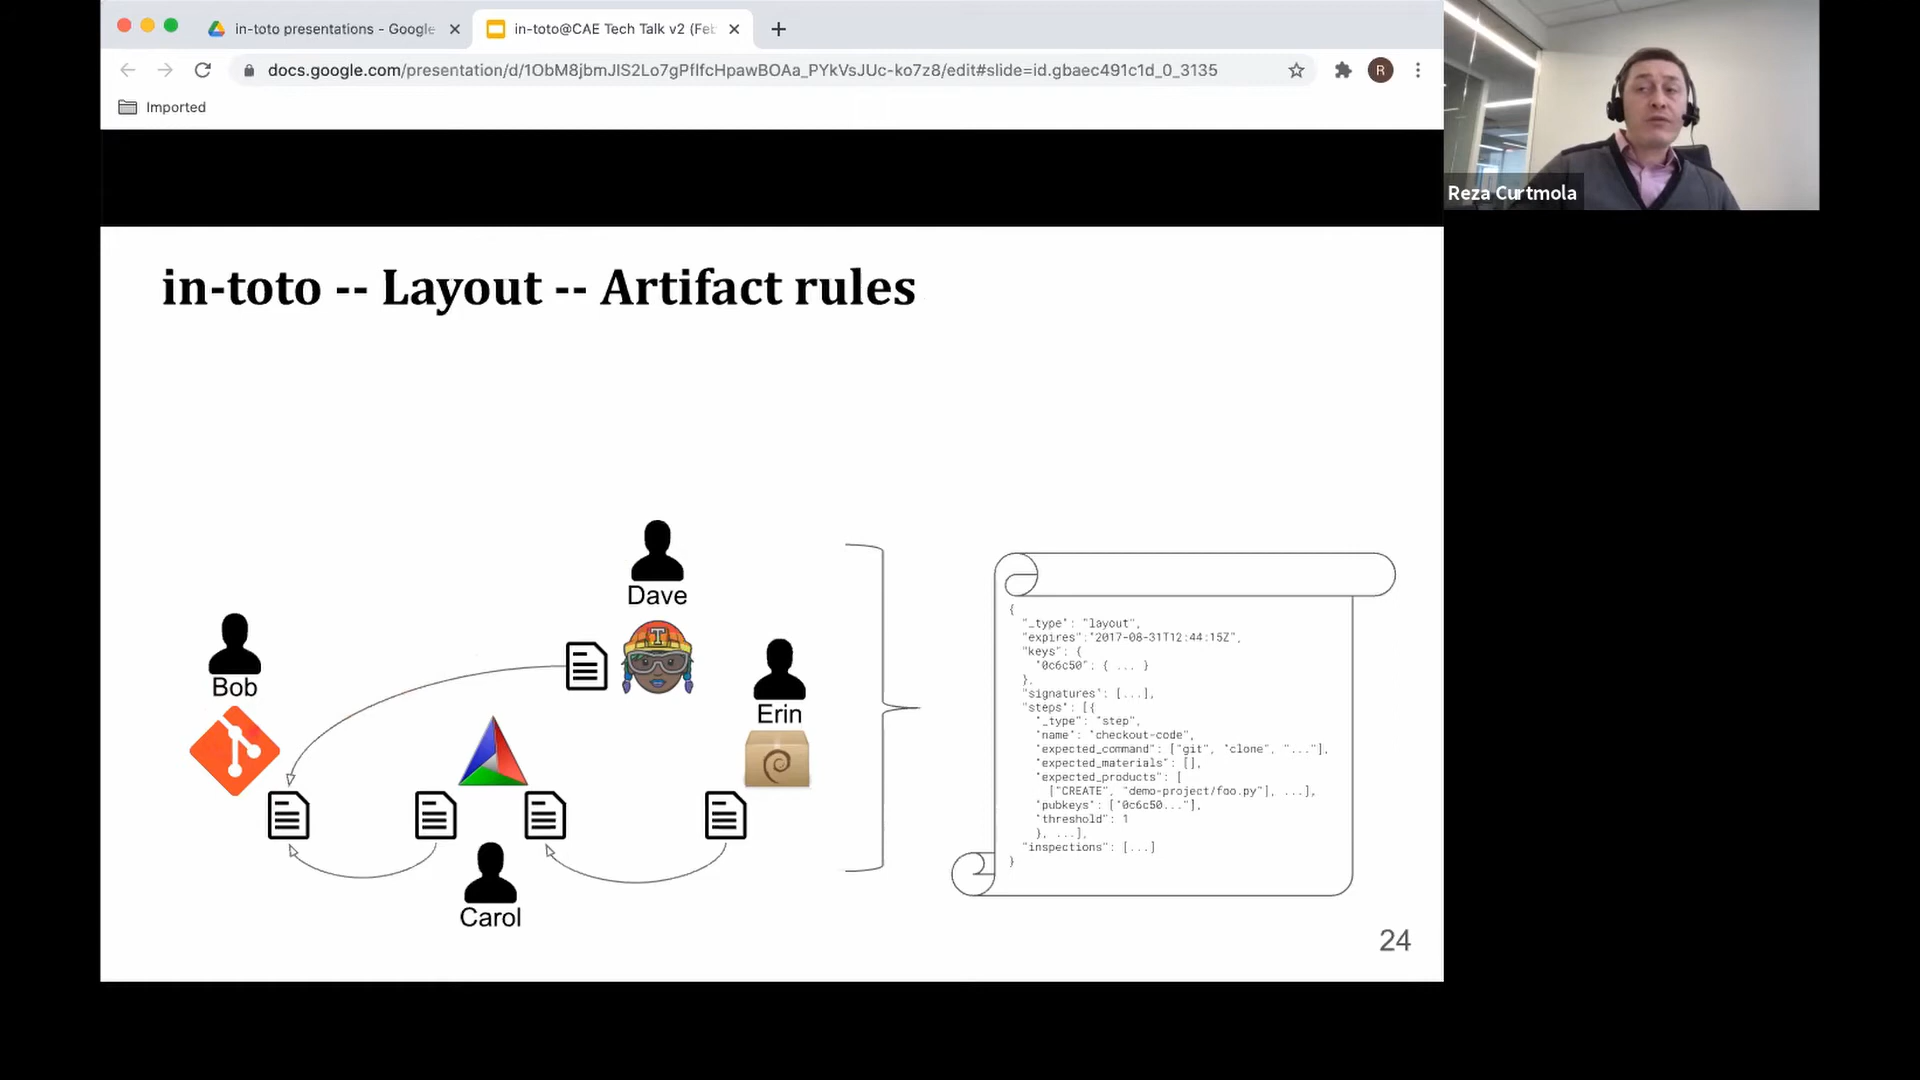 in-toto presentations - Google
in-toto@CAE Tech Talk v2 (Feb
docs.google.com/presentation/d/1ObM8jbmJIS2Lo7gPfIfcHpawBOAa_PYkVsJUc-ko7z8/edit#slide=id.gbaec491c1d_0_3135
R
Imported
Reza Curtmola
in-toto -- Layout -- Artifact rules
Dave
T
Bob
Erin
Carol
{
"_type": "layout",
"expires":"2017-08-31T12:44:15Z",
"keys": {
"0c6c50": { ... }
},
"signatures": [...],
"steps": [{
"_type": "step",
"name": "checkout-code",
"expected_command": ["git", "clone", "..."],
"expected_materials": [],
"expected_products": [
["CREATE", "demo-project/foo.py"], ...],
"pubkeys": ["0c6c50..."],
"threshold": 1
}, ...],
"inspections": [...]
}
24